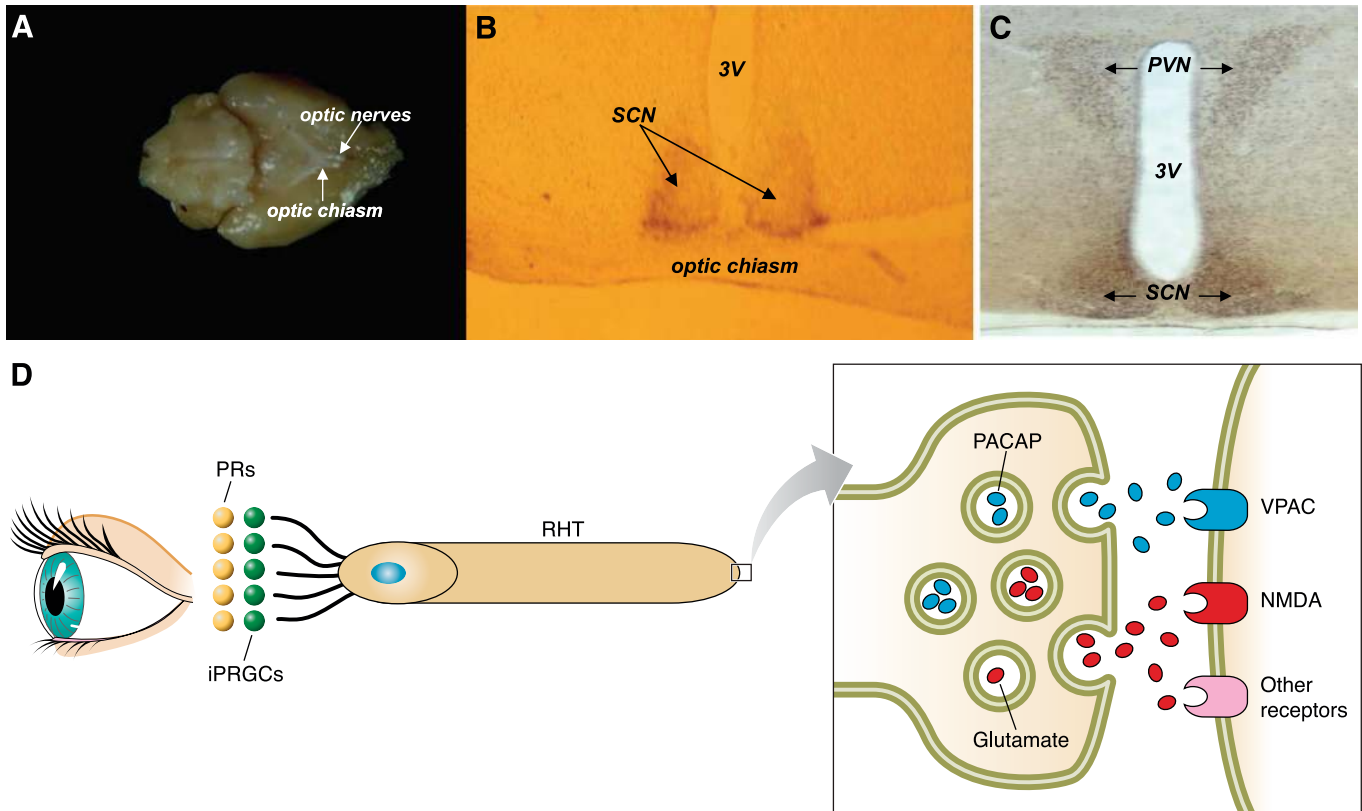 A
optic nerves
optic chiasm
B
3V
SCN
optic chiasm
C
PVN
3V
SCN
D
PRs
iPRGCs
RHT
PACAP
Glutamate
VPAC
NMDA
Other
receptors